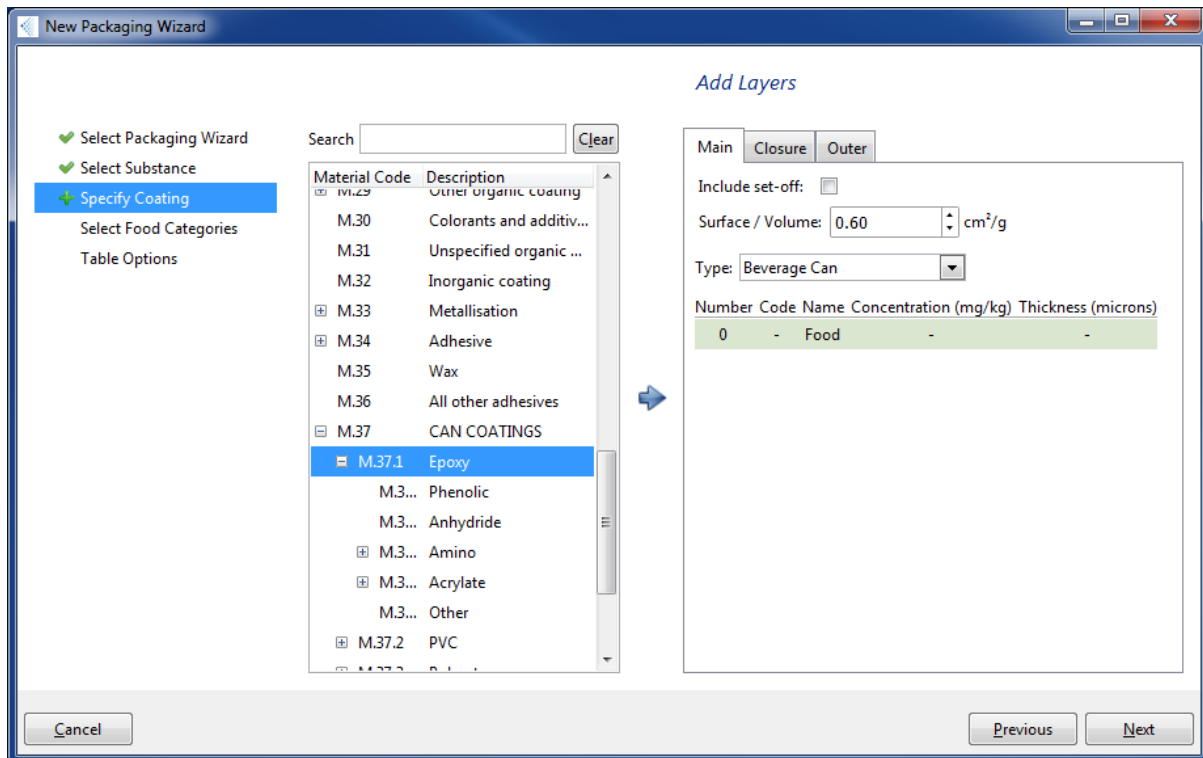 New Packaging Wizard
Add Layers
Select Packaging Wizard
Select Substance
Specify Coating
Select Food Categories
Table Options
Search
Clear
Material Code Description
M.29 Other organic coating
M.30 Colorants and additiv...
M.31 Unspecified organic ...
M.32 Inorganic coating
M.33 Metallisation
M.34 Adhesive
M.35 Wax
M.36 All other adhesives
M.37 CAN COATINGS
M.37.1 Epoxy
M.3... Phenolic
M.3... Anhydride
M.3... Amino
M.3... Acrylate
M.3... Other
M.37.2 PVC
Main Closure Outer
Include set-off:
Surface / Volume: 0.60 cm²/g
Type: Beverage Can
Number Code Name Concentration (mg/kg) Thickness (microns)
0 - Food - -
Cancel
Previous
Next